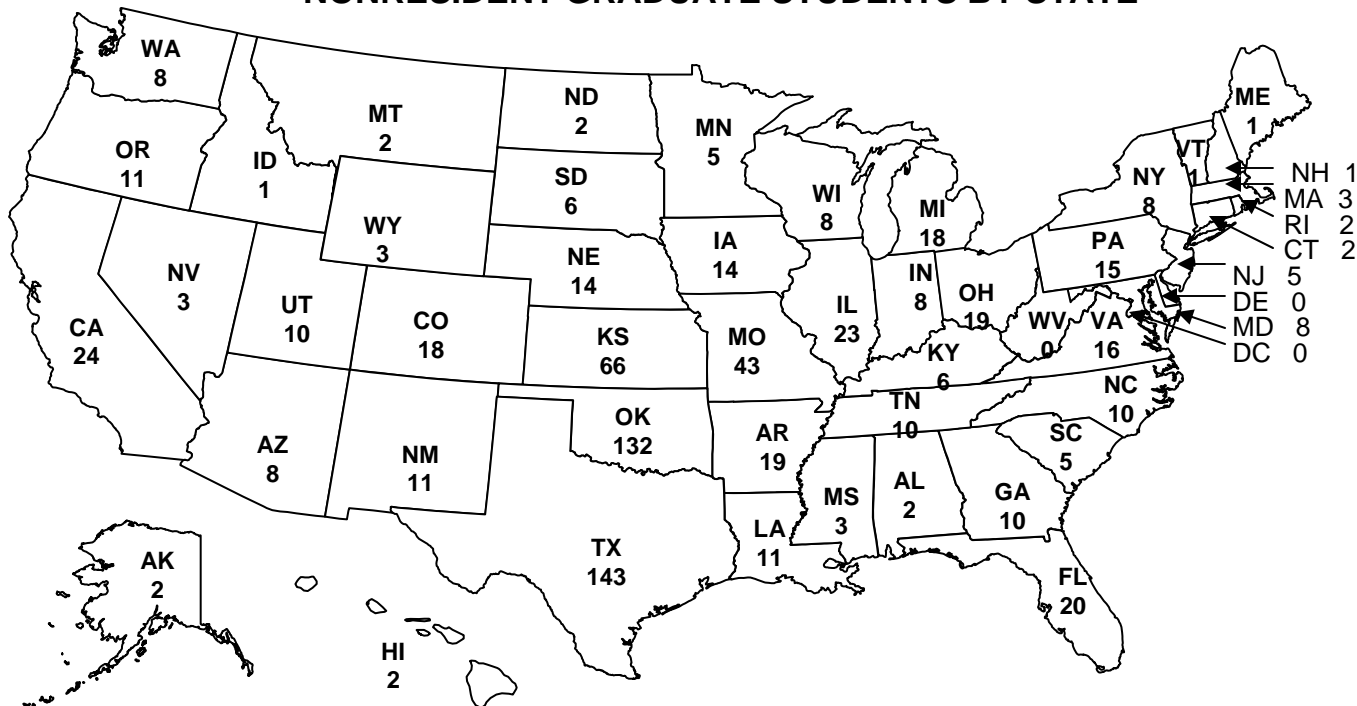 NONRESIDENT GRADUATE STUDENTS BY STATE
WA
8
OR
11
CA
24
NV
3
ID
1
MT
2
WY
3
UT
10
AZ
8
CO
18
NM
11
ND
2
SD
6
NE
14
KS
66
OK
132
TX
143
MN
5
IA
14
MO
43
AR
19
LA
11
WI
8
IL
23
MI
18
IN
8
OH
19
KY
6
TN
10
MS
3
AL
2
GA
10
FL
20
SC
5
NC
10
VA
16
WV
0
PA
15
NY
8
VT
1
ME
1
NH 1
MA 3
RI 2
CT 2
NJ 5
DE 0
MD 8
DC 0
AK
2
HI
2